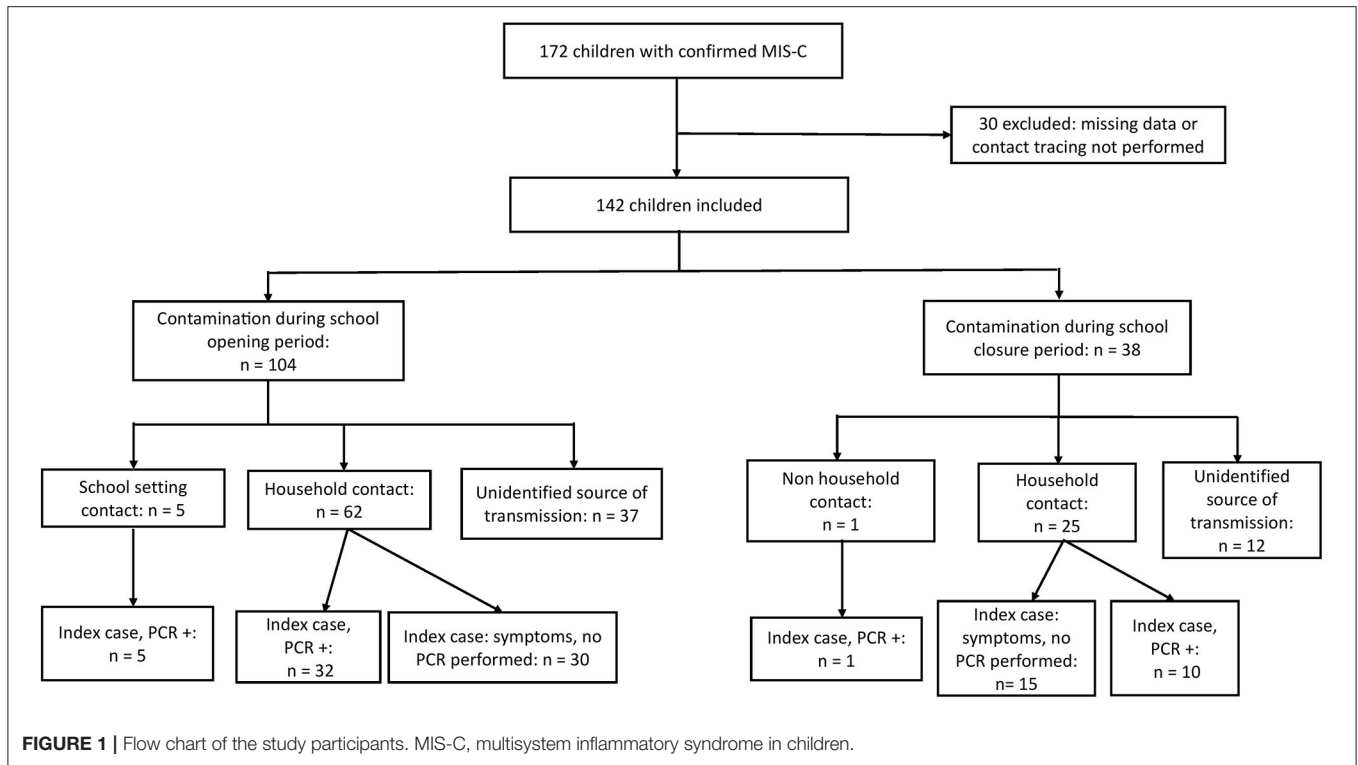 172 children with confirmed MIS-C
30 excluded: missing data or
contact tracing not performed
142 children included
Contamination during school
opening period:
n = 104
Contamination during school
closure period: n = 38
School setting
contact: n = 5
Household contact:
n = 62
Unidentified source of
transmission: n = 37
Non household
contact:
n = 1
Household
contact:
n = 25
Unidentified
source of
transmission:
n = 12
Index case, PCR +:
n = 5
Index case,
PCR +:
n = 32
Index case: symptoms, no
PCR performed: n = 30
Index case, PCR +:
n = 1
Index case:
symptoms, no
PCR performed:
n= 15
Index case,
PCR +:
n = 10
FIGURE 1 | Flow chart of the study participants. MIS-C, multisystem inflammatory syndrome in children.